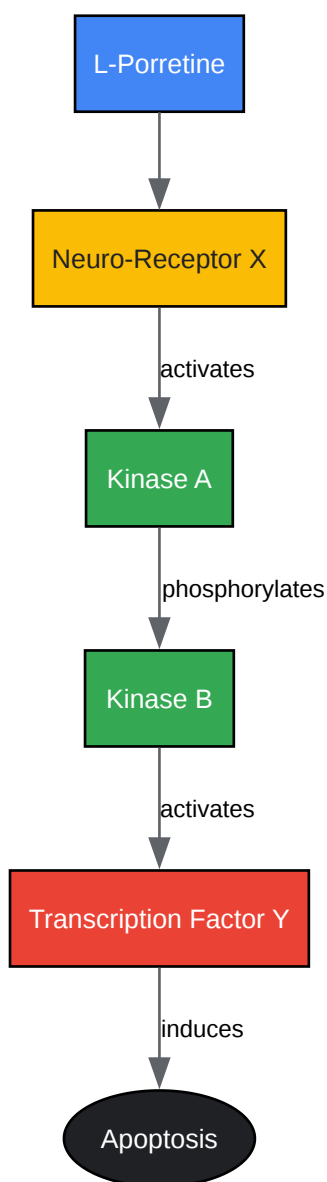 L-Porretine
Neuro-Receptor X
activates
Kinase A
phosphorylates
Kinase B
activates
Transcription Factor Y
induces
Apoptosis